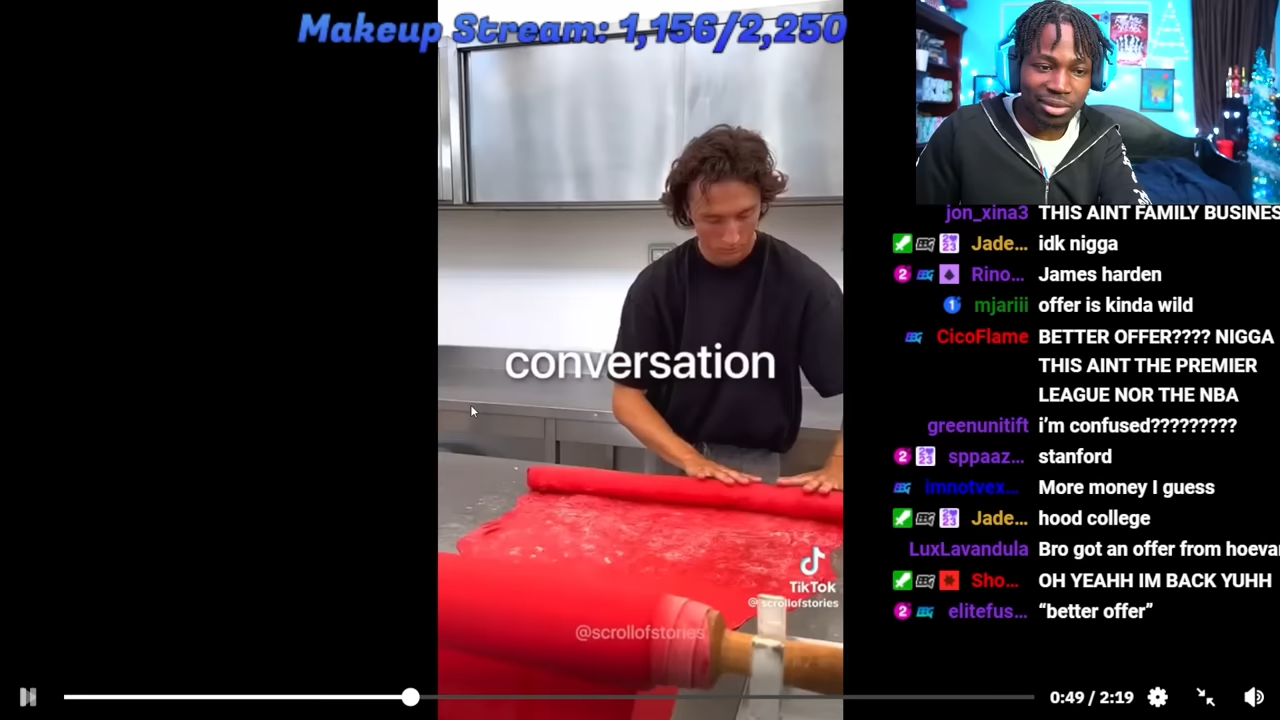 Makeup Stream: 1,156/2,250
conversation
TikTok
@scrollofstories
@scrollofstories
jon_xina3 THIS AINT FAMILY BUSINES
Jade... idk nigga
Rino... James harden
mjariii offer is kinda wild
CicoFlame BETTER OFFER???? NIGGA
THIS AINT THE PREMIER
LEAGUE NOR THE NBA
greenunitift i'm confused?????????
sppaaz... stanford
imnotvex... More money I guess
Jade... hood college
LuxLavandula Bro got an offer from hoeva
Sho... OH YEAHH IM BACK YUHH
elitefus... “better offer”
0:49 / 2:19